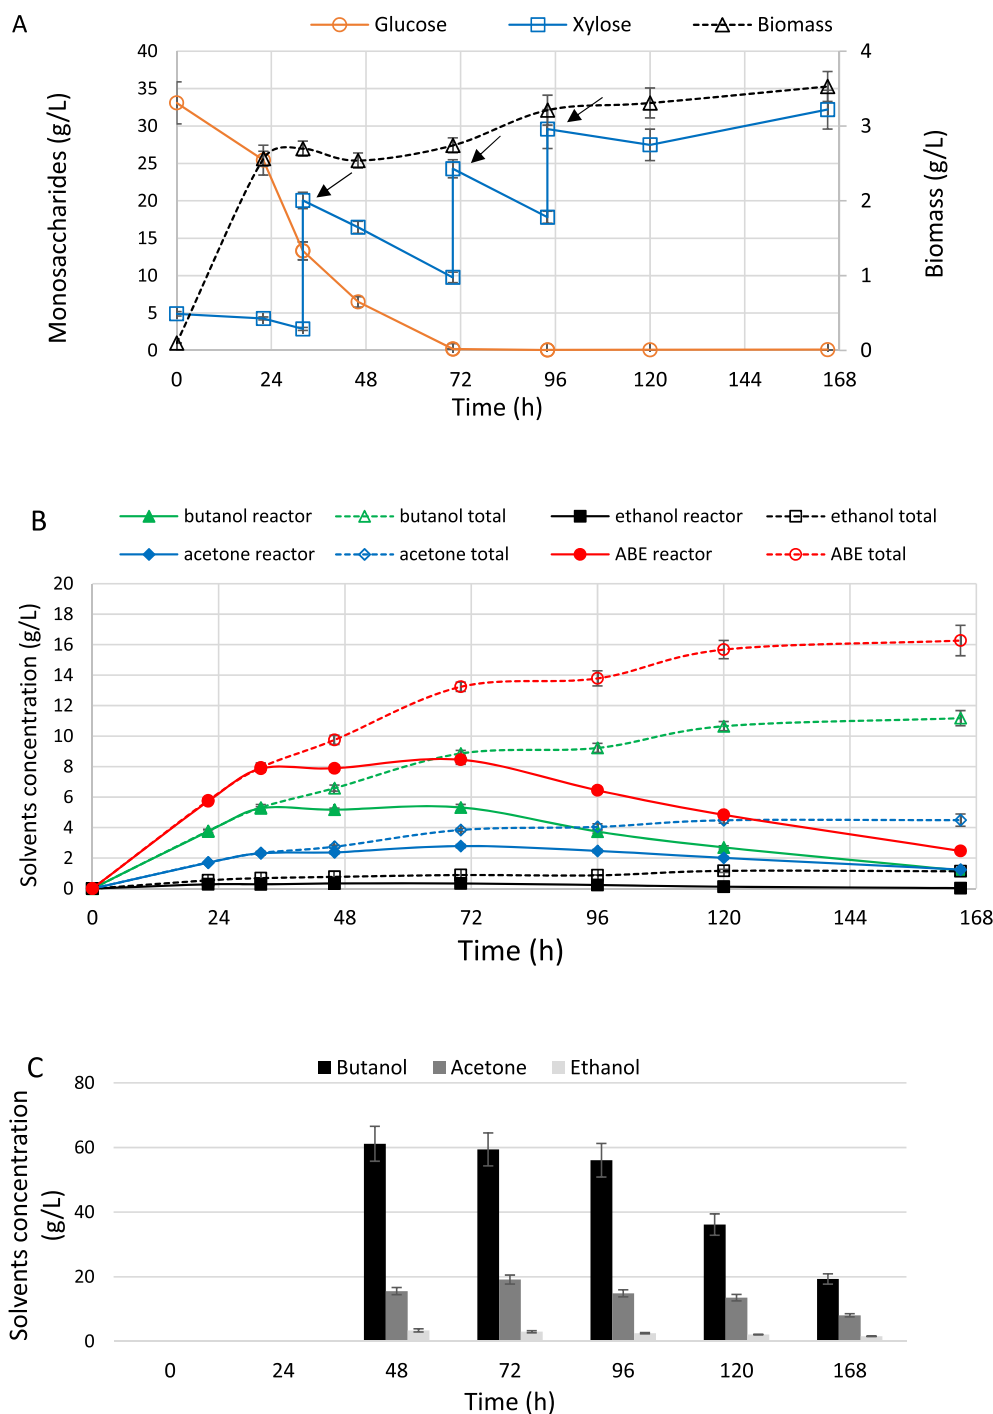 A
Glucose Xylose Biomass
40 4
35
30 3
25
20 2
15
10 1
5
0 0
0 24 48 72 96 120 144 168
Monosaccharides (g/L)
Biomass (g/L)
Time (h)
B
butanol reactor butanol total ethanol reactor ethanol total
acetone reactor acetone total ABE reactor ABE total
20
18
16
14
12
10
8
6
4
2
0
0 24 48 72 96 120 144 168
Solvents concentration (g/L)
Time (h)
C
Butanol Acetone Ethanol
80
60
40
20
0
0 24 48 72 96 120 168
Solvents concentration
(g/L)
Time (h)